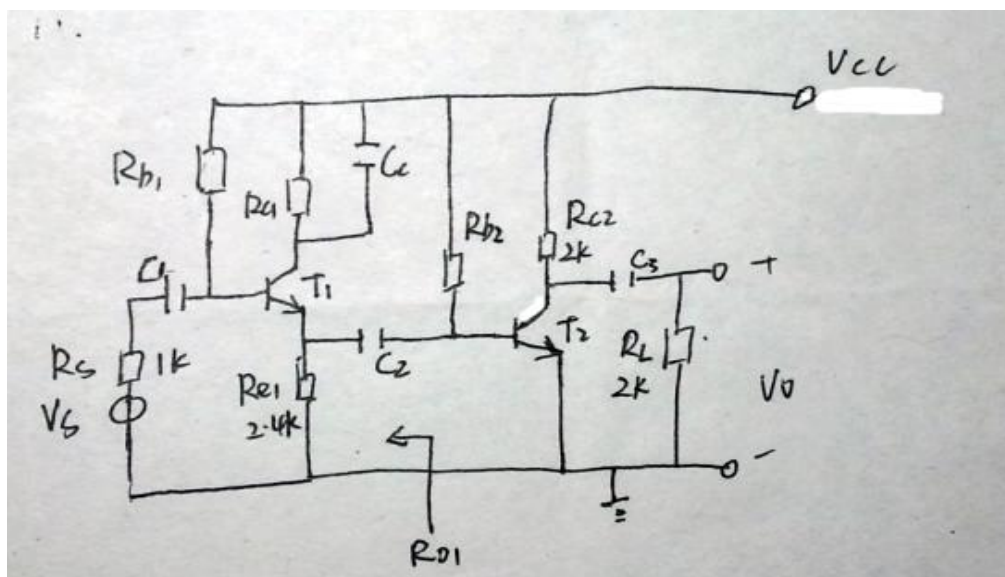 Vcc
Rb1
Rc1
Cc
Rb2
Rc2
2K
C1
T1
C3
+
T2
C2
Rs
1K
Vs
Re1
2.4K
RL
2K
Vo
-
Ro1